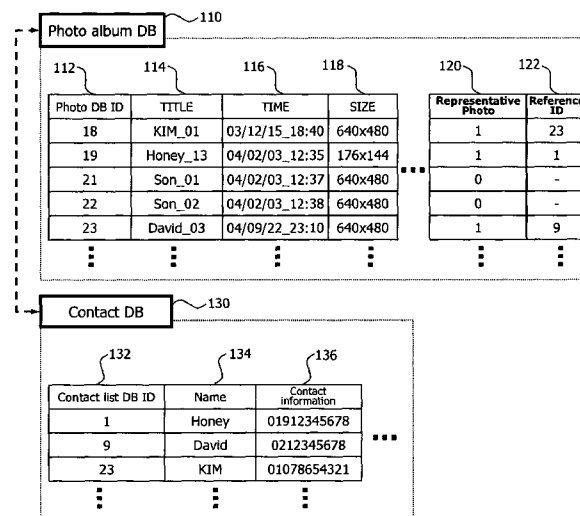 Photo album DB 110
112 114 116 118 120 122
Photo DB ID TITLE TIME SIZE Representative Photo Reference ID
18 KIM_01 03/12/15_18:40 640x480 1 23
19 Honey_13 04/02/03_12:35 176x144 1 1
21 Son_01 04/02/03_12:37 640x480 0 -
22 Son_02 04/02/03_12:38 640x480 0 -
23 David_03 04/09/22_23:10 640x480 1 9
Contact DB 130
132 134 136
Contact list DB ID Name Contact information
1 Honey 01912345678
9 David 0212345678
23 KIM 01078654321